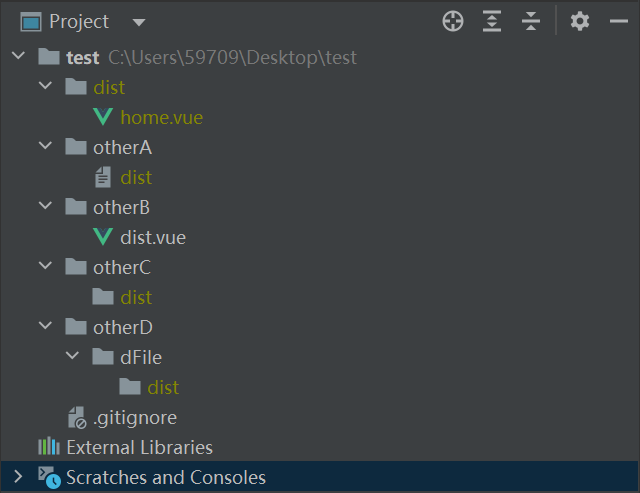 Project
test C:\Users\59709\Desktop\test
dist
home.vue
otherA
dist
otherB
dist.vue
otherC
dist
otherD
dFile
dist
.gitignore
External Libraries
Scratches and Consoles